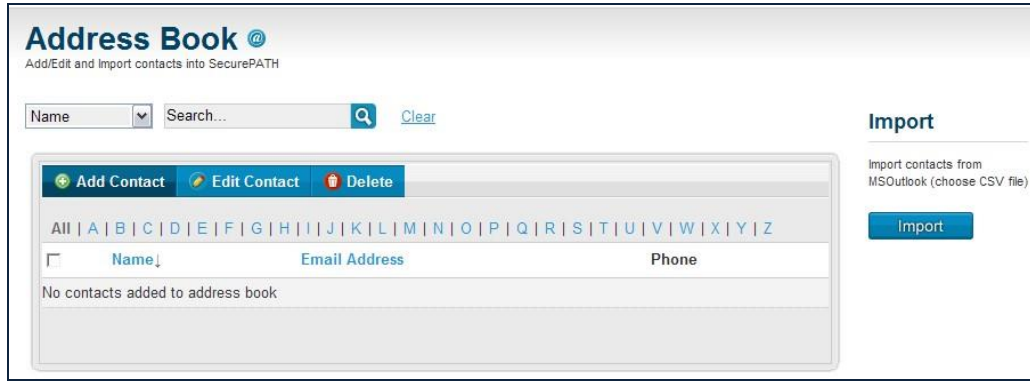 Address Book @
Add/Edit and Import contacts into SecurePATH
Name Search... Clear
Import
Import contacts from
MSOutlook (choose CSV file)
Import
Add Contact Edit Contact Delete
All | A | B | C | D | E | F | G | H | I | J | K | L | M | N | O | P | Q | R | S | T | U | V | W | X | Y | Z
Name↓ Email Address Phone
No contacts added to address book